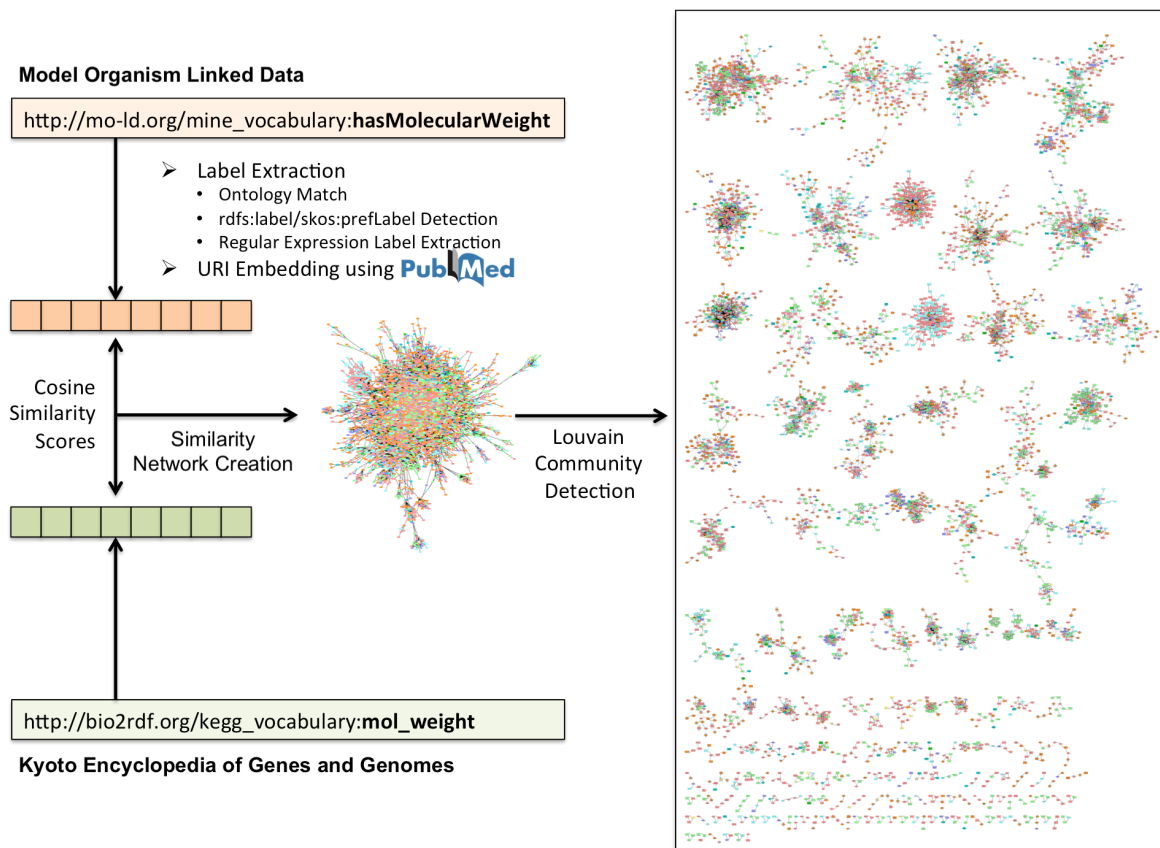 Model Organism Linked Data
http://mo-ld.org/mine_vocabulary:hasMolecularWeight
➢ Label Extraction
• Ontology Match
• rdfs:label/skos:prefLabel Detection
• Regular Expression Label Extraction
➢ URI Embedding using PubMed
Cosine
Similarity
Scores
Similarity
Network Creation
Louvain
Community
Detection
http://bio2rdf.org/kegg_vocabulary:mol_weight
Kyoto Encyclopedia of Genes and Genomes